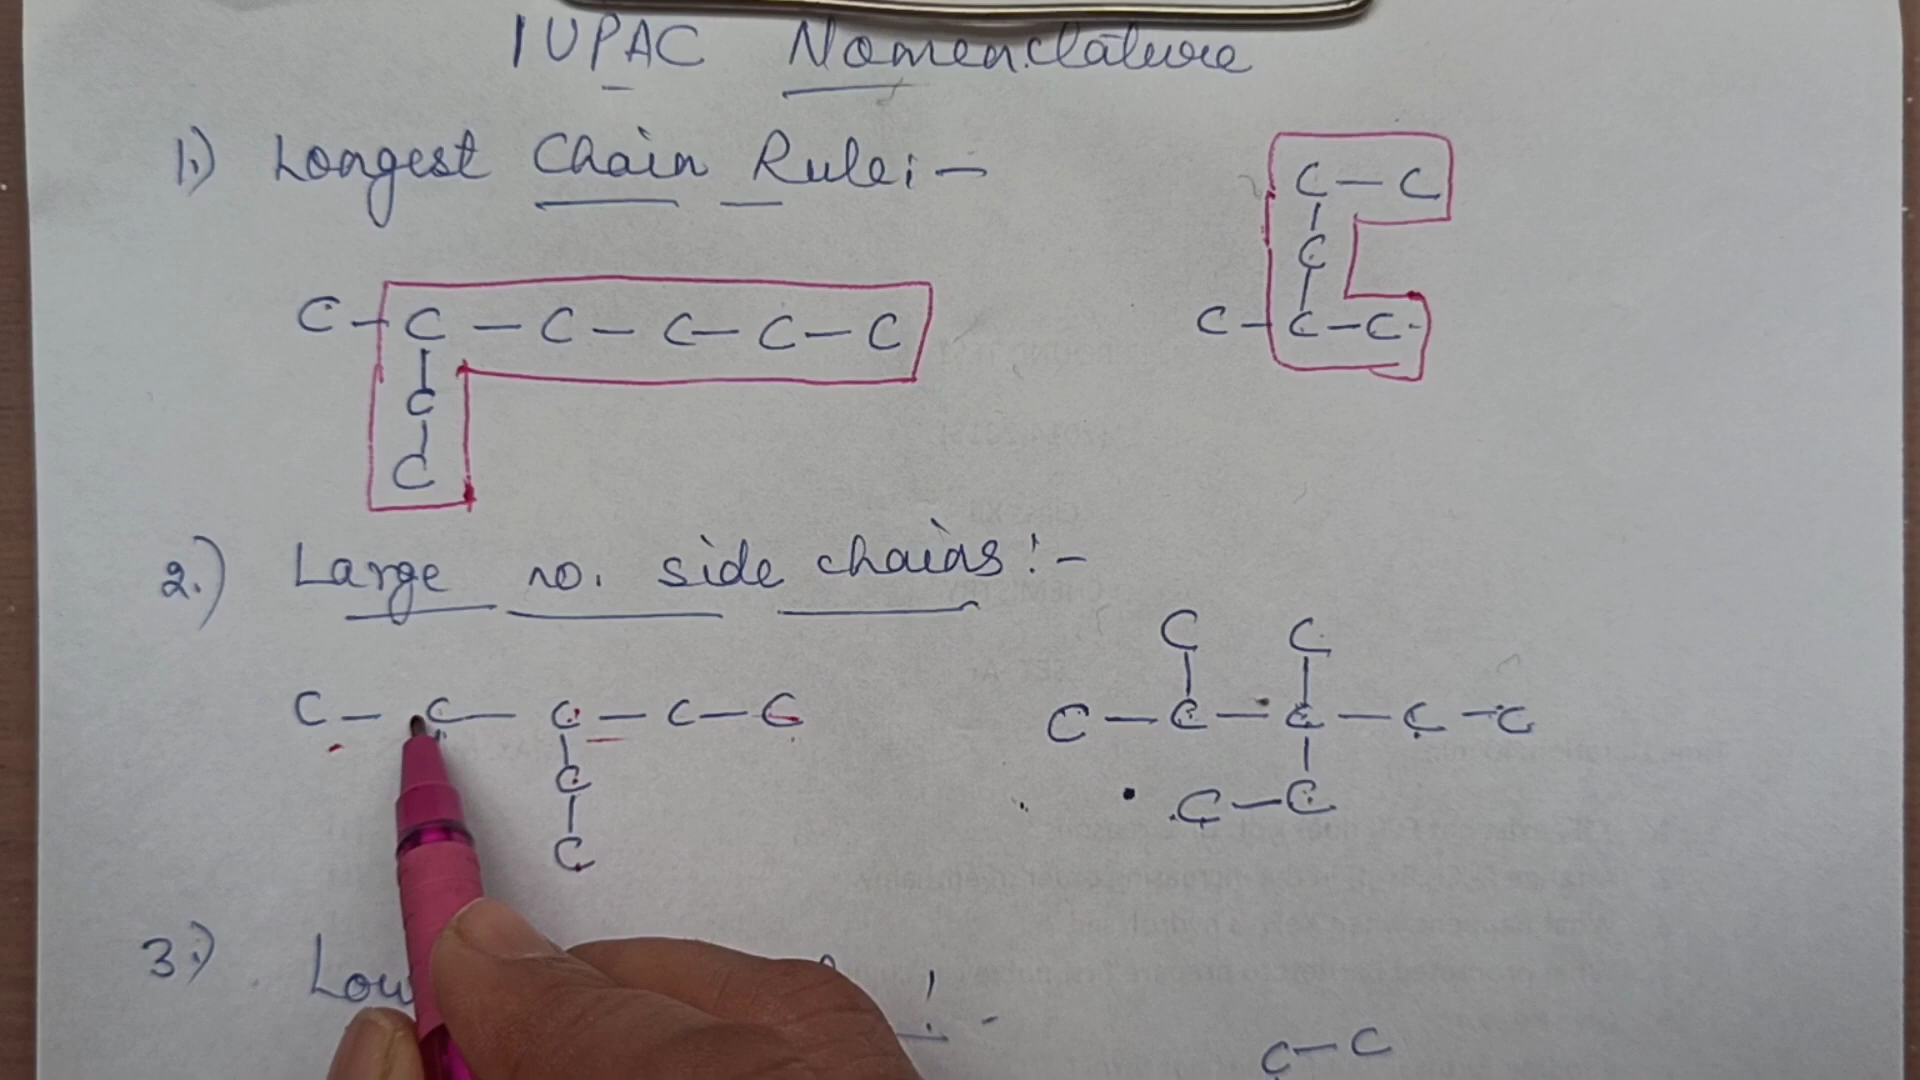 IUPAC Nomenclature
1.) Longest Chain Rule:-
C - C
C
C - C - C
C - C - C - C - C - C
C
C
2.) Large no. side chains:-
C C
C - C - C - C - C
C - C
C - C - C - C - C
C
C
3.) Low
C - C